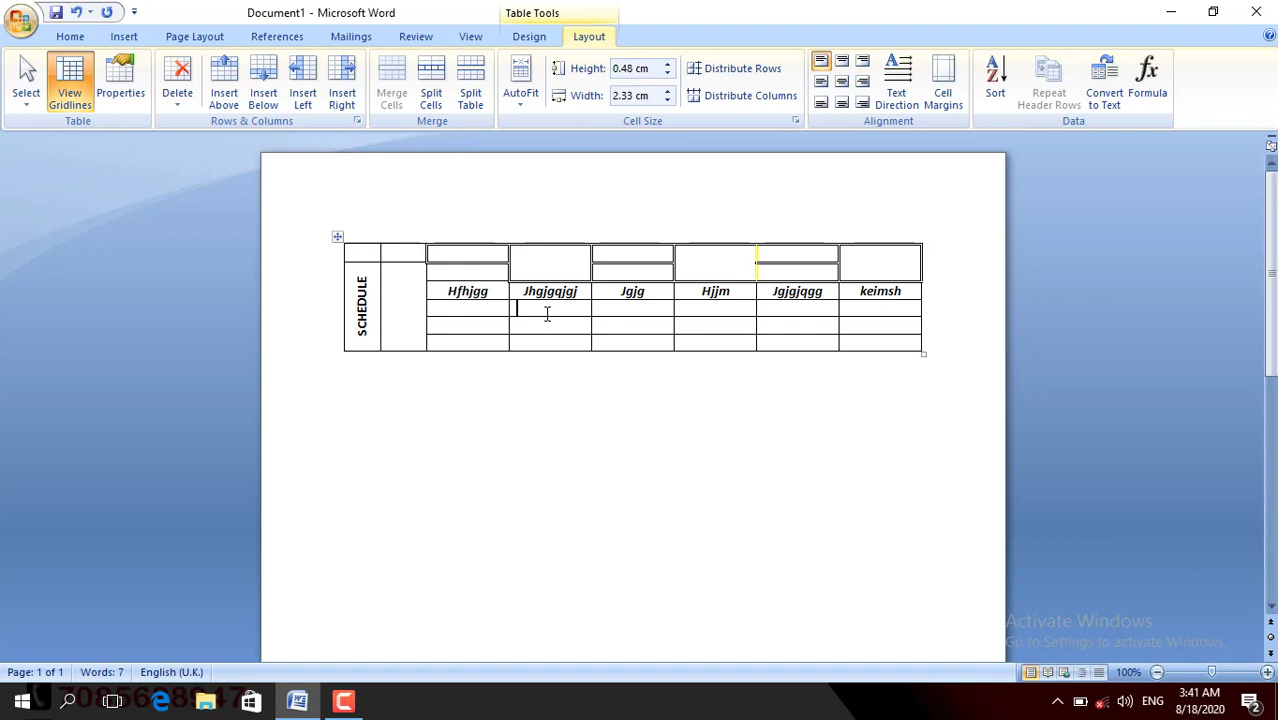 Document1 - Microsoft Word
Table Tools
Home
Insert
Page Layout
References
Mailings
Review
View
Design
Layout
Select
View
Gridlines
Properties
Table
Delete
Insert
Above
Insert
Below
Insert
Left
Insert
Right
Rows & Columns
Merge
Cells
Split
Cells
Split
Table
Merge
AutoFit
Height: 0.48 cm
Width: 2.33 cm
Distribute Rows
Distribute Columns
Cell Size
Text
Direction
Cell
Margins
Alignment
Sort
Repeat
Header Rows
Convert
to Text
Formula
Data
SCHEDULE
Hfhjgg
Jhgjgqjgj
Jgjg
Hjjm
Jgjgjqgg
keimsh
Activate Windows
Go to Settings to activate Windows.
Page: 1 of 1
Words: 7
English (U.K.)
100%
ENG
3:41 AM
8/18/2020
2